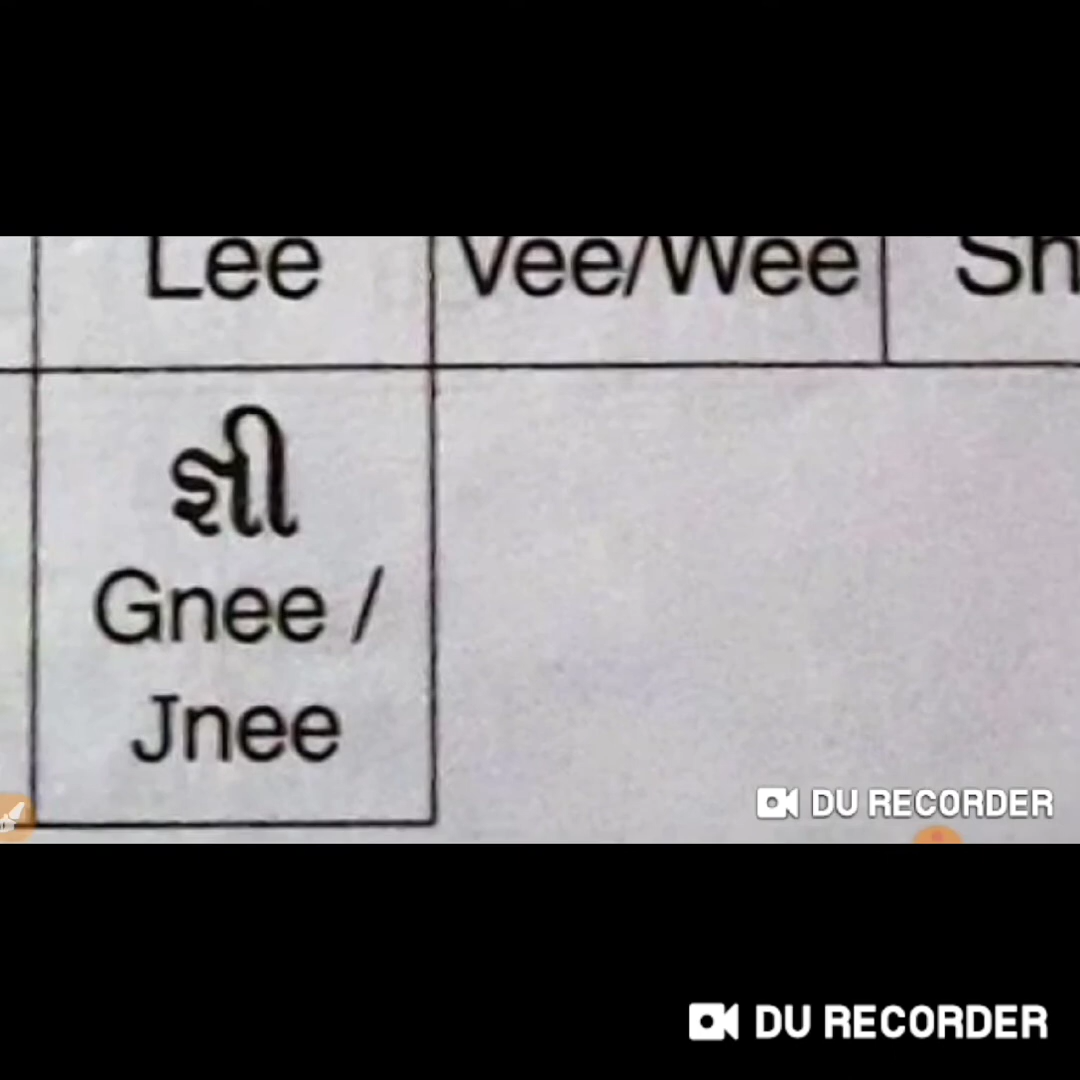 Lee Vee/Wee
જ્ઞી
Gnee /
Jnee
DU RECORDER
DU RECORDER